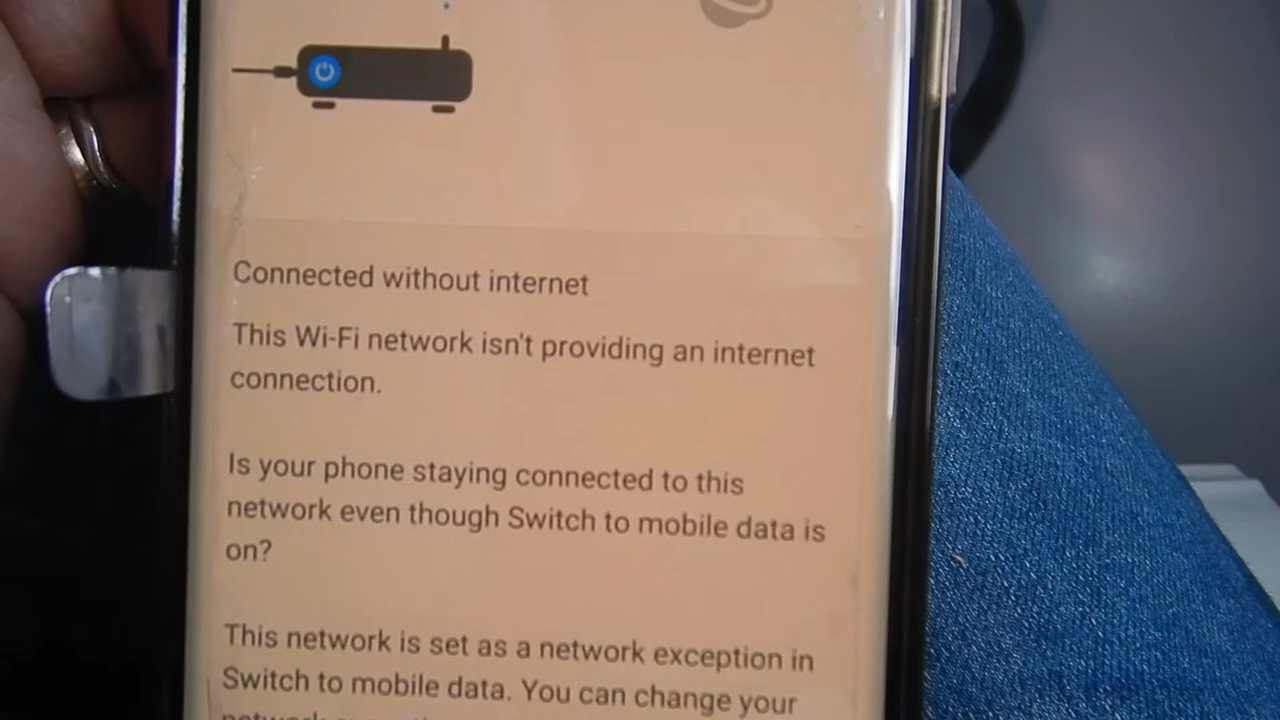 Connected without internet
This Wi-Fi network isn't providing an internet
connection.
Is your phone staying connected to this
network even though Switch to mobile data is
on?
This network is set as a network exception in
Switch to mobile data. You can change your
network